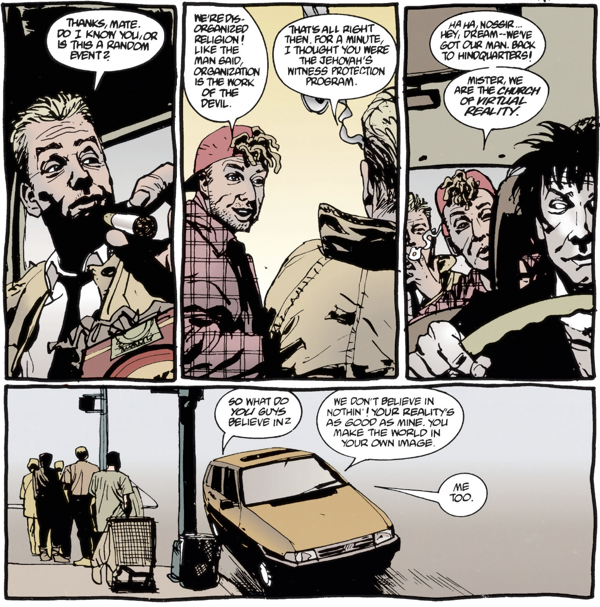 THANKS, MATE.
DO I KNOW YOU, OR
IS THIS A RANDOM
EVENT?
WE'RE DIS-
ORGANIZED
RELIGION!
LIKE THE
MAN SAID,
ORGANIZATION
IS THE WORK
OF THE
DEVIL.
THAT'S ALL RIGHT
THEN, FOR A MINUTE,
I THOUGHT YOU WERE
THE JEHOVAH'S
WITNESS PROTECTION
PROGRAM.
HA HA, NOSSIR...
HEY, DREAM--WE'VE
GOT OUR MAN. BACK
TO HINDQUARTERS!
MISTER, WE
ARE THE CHURCH
OF VIRTUAL
REALITY.
SO WHAT DO
YOU GUYS
BELIEVE IN?
WE DON'T BELIEVE IN
NOTHIN'! YOUR REALITY'S
AS GOOD AS MINE. YOU
MAKE THE WORLD IN
YOUR OWN IMAGE.
ME
TOO.